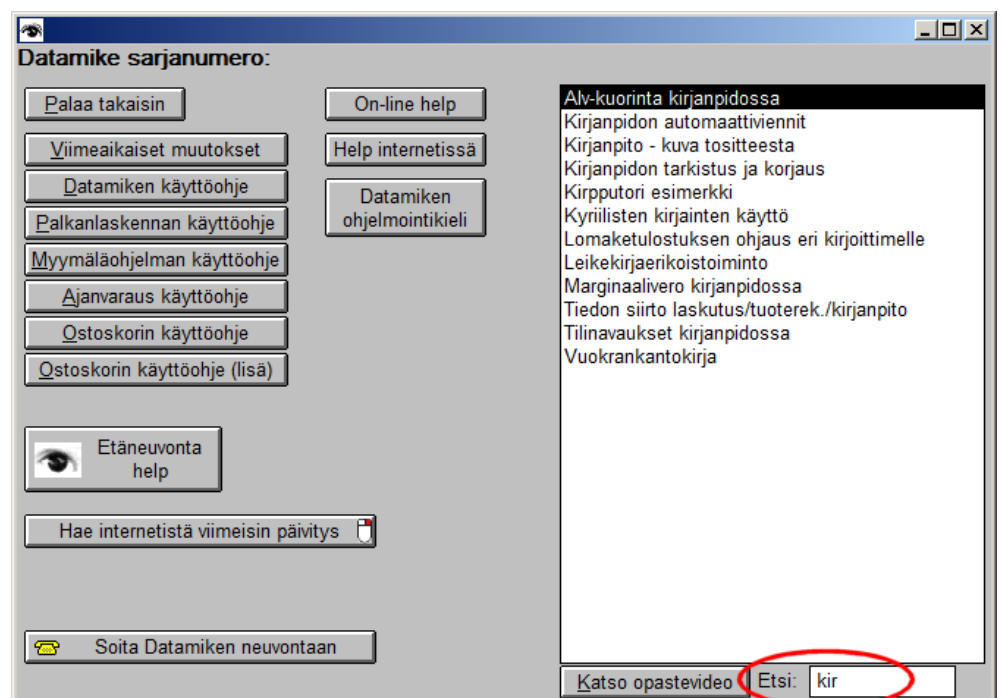 Datamike sarjanumero:
Palaa takaisin
Viimeaikaiset muutokset
Datamiken käyttöohje
Palkanlaskennan käyttöohje
Myymäläohjelman käyttöohje
Ajanvaraus käyttöohje
Ostoskorin käyttöohje
Ostoskorin käyttöohje (lisä)
Etäneuvonta
help
Hae internetistä viimeisin päivitys
Soita Datamiken neuvontaan
On-line help
Help internetissä
Datamiken
ohjelmointikieli
Alv-kuorinta kirjanpidossa
Kirjanpidon automaattiviennit
Kirjanpito - kuva tositteesta
Kirjanpidon tarkistus ja korjaus
Kirpputori esimerkki
Kyriilisten kirjainten käyttö
Lomaketulostuksen ohjaus eri kirjoittimelle
Leikekirjaerikoistoiminto
Marginaalivero kirjanpidossa
Tiedon siirto laskutus/tuoterek./kirjanpito
Tilinavaukset kirjanpidossa
Vuokrankantokirja
Katso opastevideo
Etsi: kir